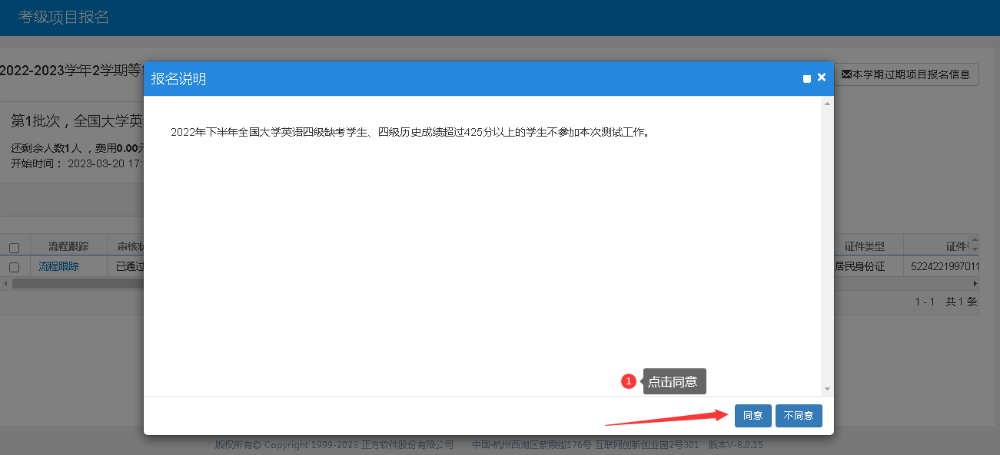 考级项目报名
2022-2023学年2学期等
报名说明
本学期过期项目报名信息
第1批次，全国大学英
还剩余人数1人 ，费用0.00元
开始时间： 2023-03-20 17:
2022年下半年全国大学英语四级缺考学生、四级历史成绩超过425分以上的学生不参加本次测试工作。
流程跟踪 审核状 证件类型 证件
流程跟踪 已通过 居民身份证 5224221997011
1 - 1 共 1 条
1 点击同意
同意 不同意
版权所有© Copyright 1999-2023 正方软件股份有限公司 中国·杭州西湖区紫霞街176号 互联网创新创业园2号301 版本V-8.0.15